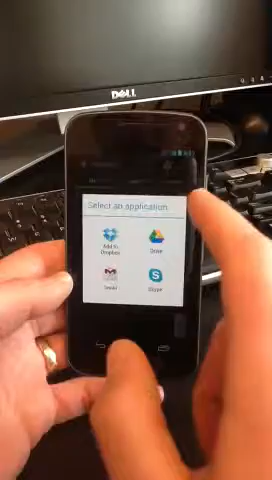 DELL
Select an application
Add to
Dropbox
Drive
Gmail
Skype